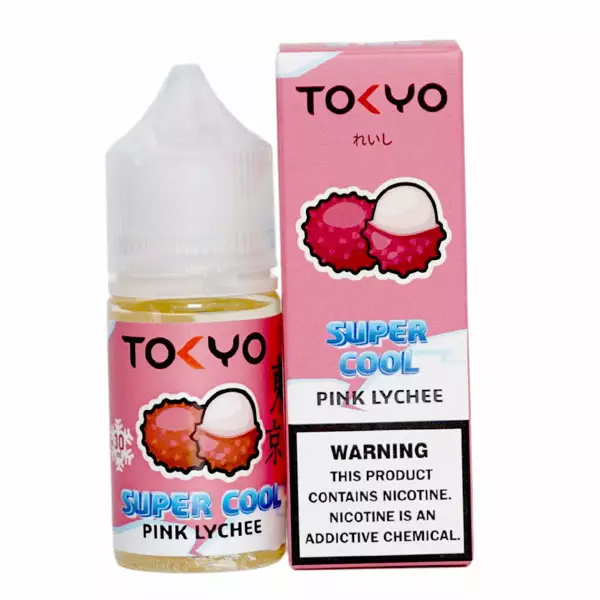 TOKYO
れいし
SUPER
COOL
PINK LYCHEE
WARNING
THIS PRODUCT
CONTAINS NICOTINE.
NICOTINE IS AN
ADDICTIVE CHEMICAL.
TOKYO
東京
30
SUPER COOL
PINK LYCHEE